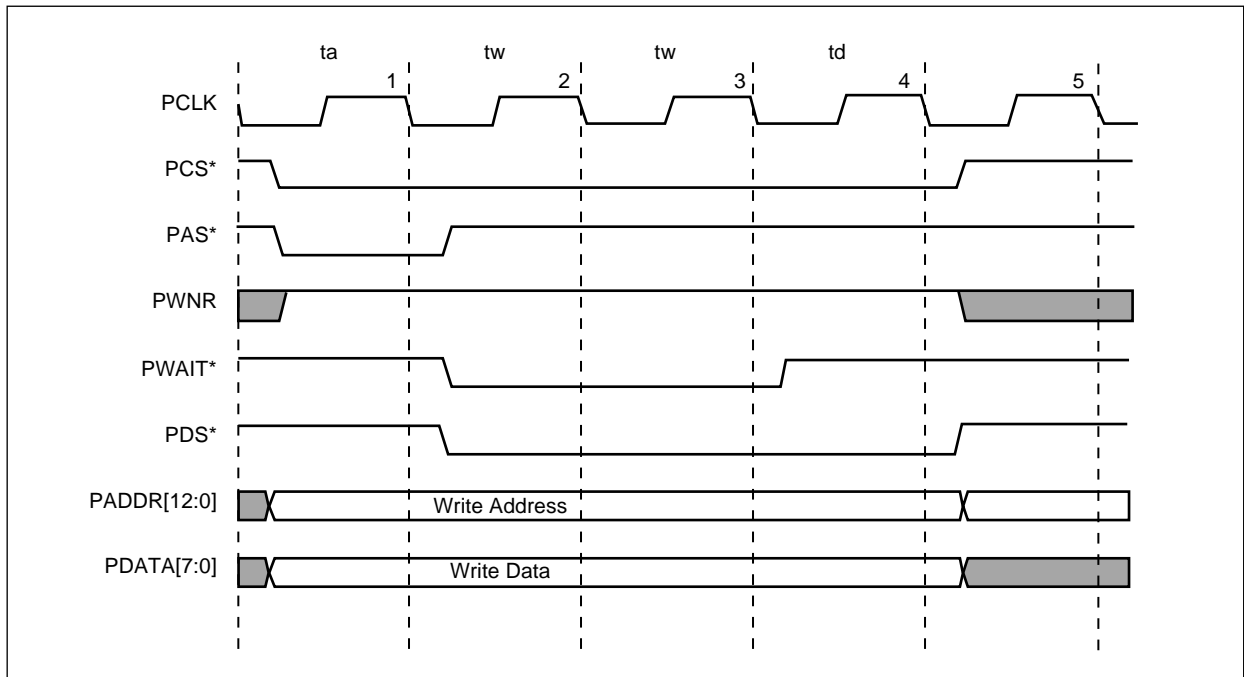 ta tw tw td
1 2 3 4 5
PCLK
PCS*
PAS*
PWNR
PWAIT*
PDS*
PADDR[12:0] Write Address
PDATA[7:0] Write Data